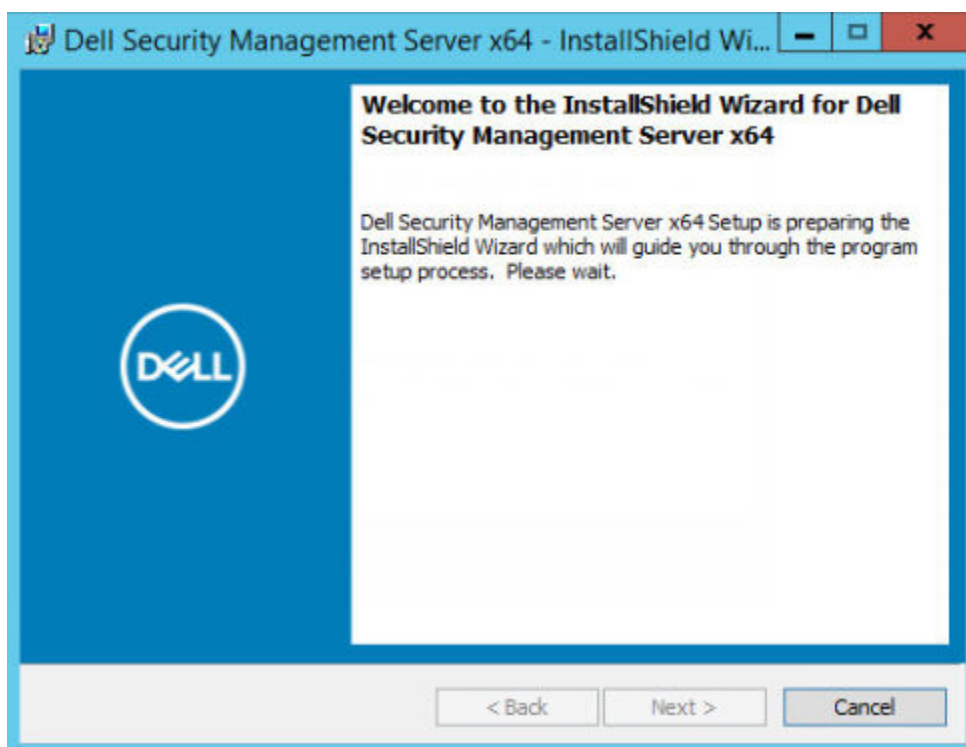 Dell Security Management Server x64 - InstallShield Wi...
Welcome to the InstallShield Wizard for Dell
Security Management Server x64
Dell Security Management Server x64 Setup is preparing the
InstallShield Wizard which will guide you through the program
setup process. Please wait.
DELL
< Back Next > Cancel